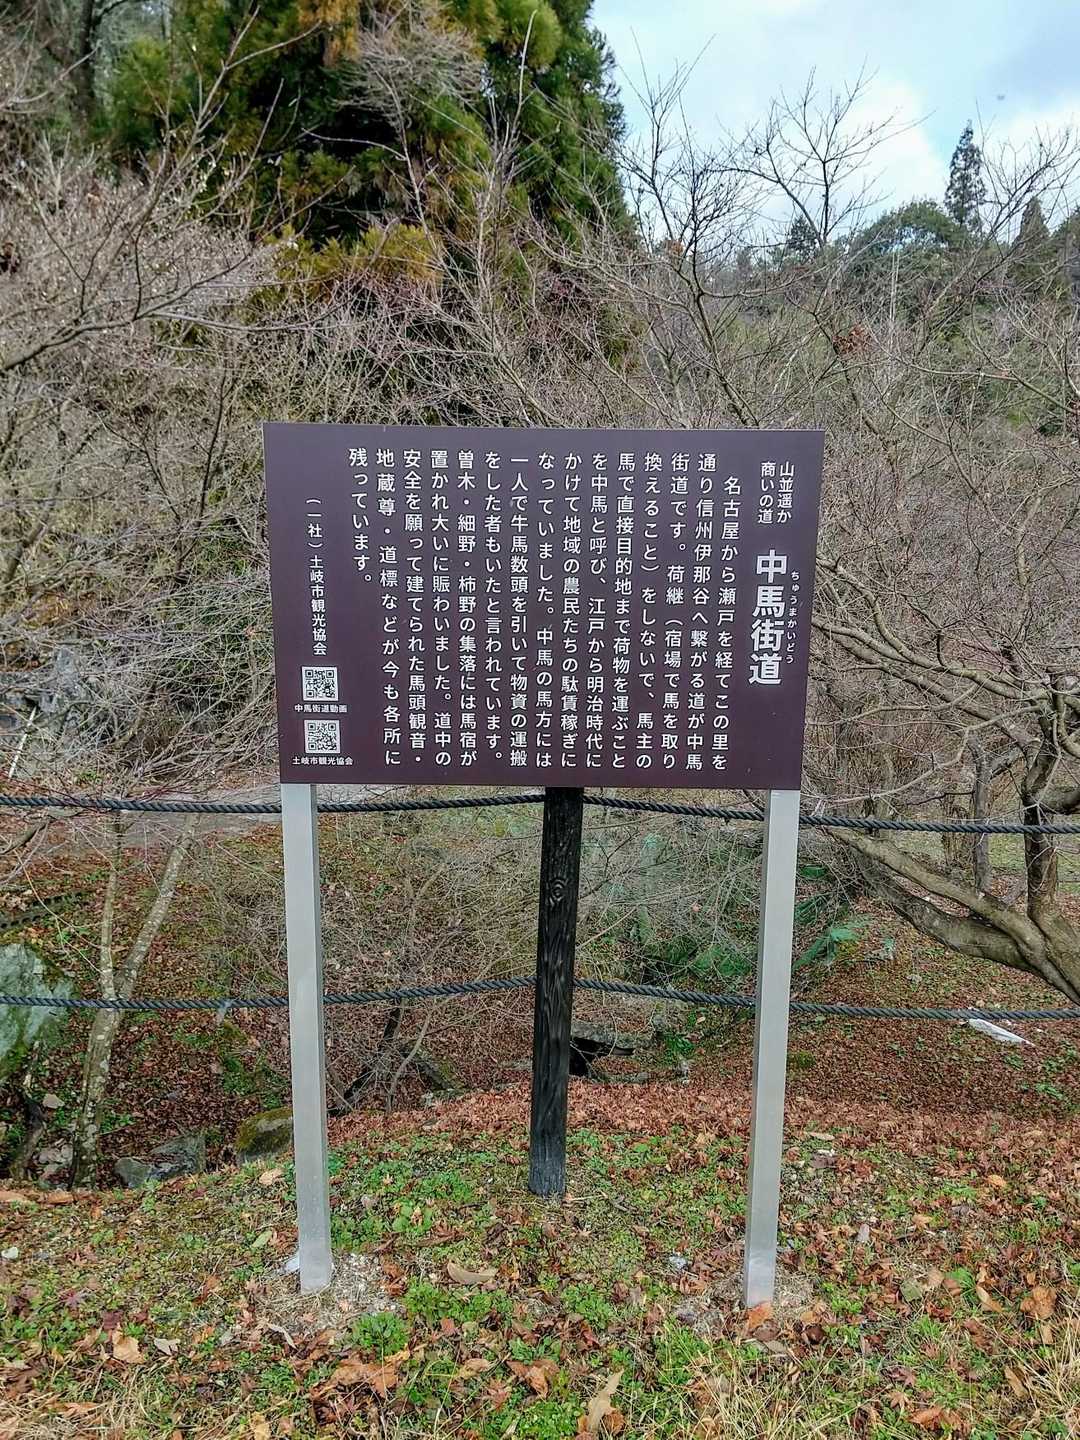 山並遥か
商いの道
中馬街道
ちゅうまかいどう
名古屋から瀬戸を経てこの里を
通り信州伊那谷へ繋がる道が中馬
街道です。荷継（宿場で馬を取り
換えること）をしないで、馬主の
馬で直接目的地まで荷物を運ぶこと
を中馬と呼び、江戸から明治時代に
かけて地域の農民たちの駄賃稼ぎに
なっていました。中馬の馬方には
一人で牛馬数頭を引いて物資の運搬
をした者もいたと言われています。
曽木・細野・柿野の集落には馬宿が
置かれ大いに賑わいました。道中の
安全を願って建てられた馬頭観音・
地蔵尊・道標などが今も各所に
残っています。
（一社）土岐市観光協会
中馬街道動画
土岐市観光協会